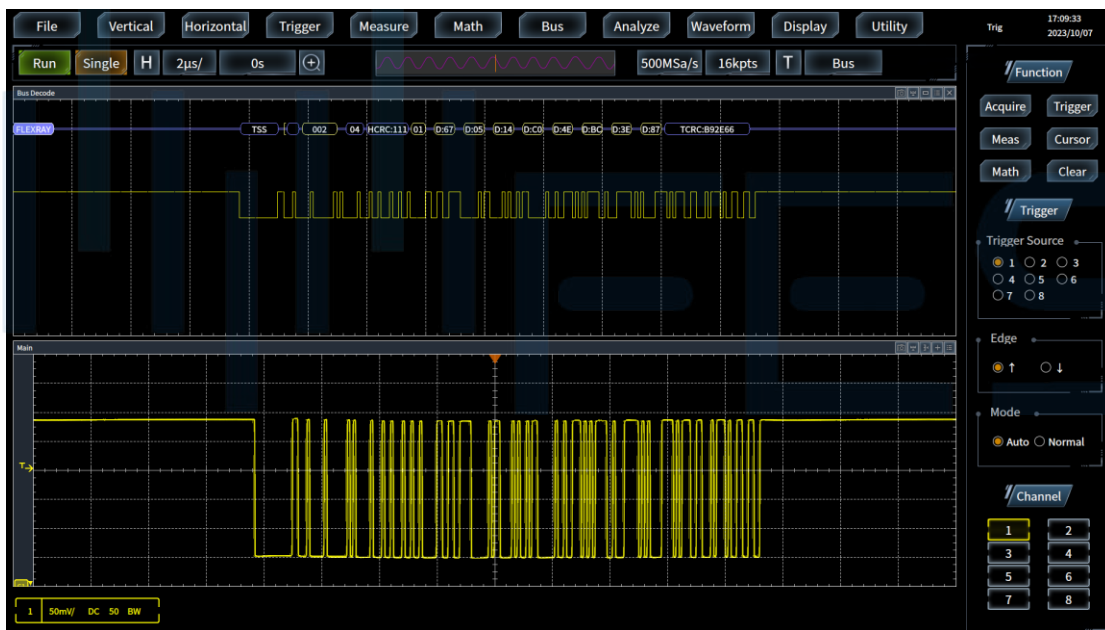 File Vertical Horizontal Trigger Measure Math Bus Analyze Waveform Display Utility Trig 17:09:33
2023/10/07
Run Single H 2μs/ 0s 500MSa/s 16kpts T Bus
Function
Bus Decode
Acquire Trigger
FLEXRAY TSS 002 04 HCRC:111 01 D:67 D:05 D:14 D:C0 D:4E D:BC D:3E D:87 TCRC:B92E66
Meas Cursor
Math Clear
Trigger
Trigger Source
1 2 3
4 5 6
7 8
Main
Edge
↑ ↓
Mode
T→
Auto Normal
Channel
1 2
3 4
5 6
7 8
1 50mV/ DC 50 BW